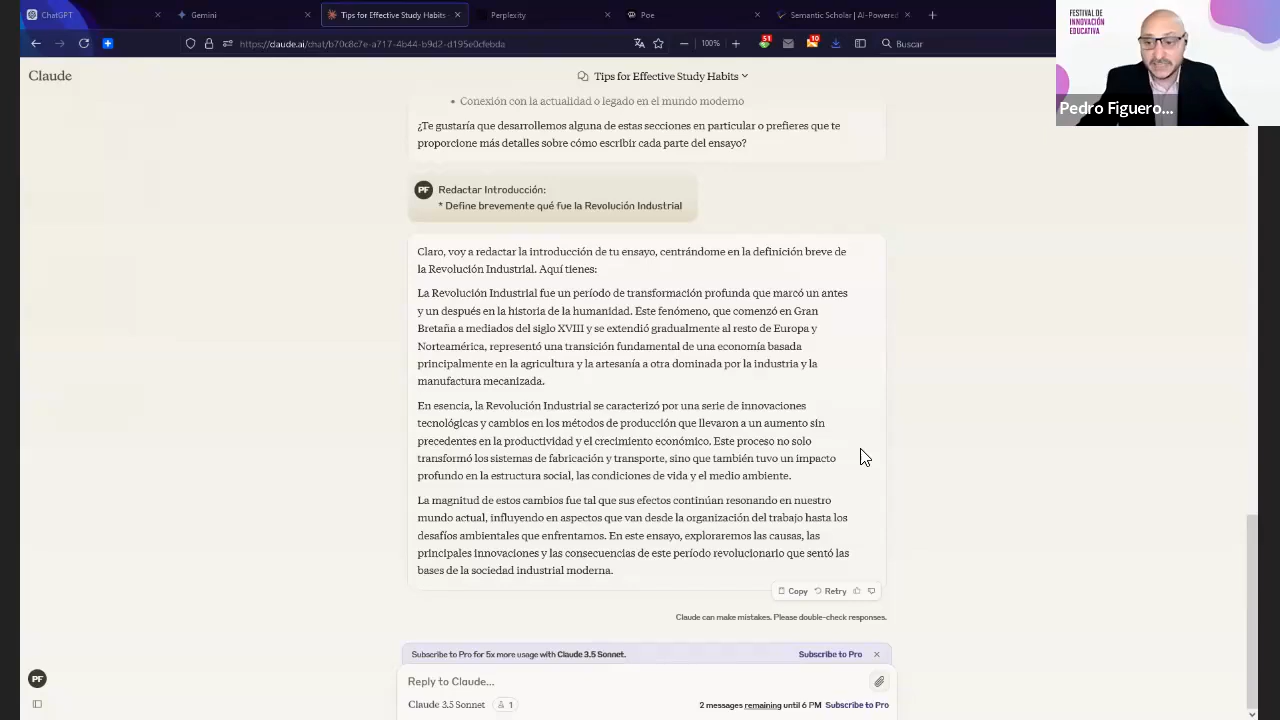 ChatGPT
Gemini
Tips for Effective Study Habits
Perplexity
Poe
Semantic Scholar | AI-Powered
https://claude.ai/chat/
100%
51
10
Buscar
FESTIVAL DE
INNOVACIÓN
EDUCATIVA
Pedro Figuero...
Claude
Tips for Effective Study Habits
Conexión con la actualidad o legado en el mundo moderno
¿Te gustaría que desarrollemos alguna de estas secciones en particular o prefieres que te
proporcione más detalles sobre cómo escribir cada parte del ensayo?
PF
Redactar Introducción:
* Define brevemente qué fue la Revolución Industrial
Claro, voy a redactar la introducción de tu ensayo, centrándome en la definición breve de
la Revolución Industrial. Aquí tienes:
La Revolución Industrial fue un período de transformación profunda que marcó un antes
y un después en la historia de la humanidad. Este fenómeno, que comenzó en Gran
Bretaña a mediados del siglo XVIII y se extendió gradualmente al resto de Europa y
Norteamérica, representó una transición fundamental de una economía basada
principalmente en la agricultura y la artesanía a otra dominada por la industria y la
manufactura mecanizada.
En esencia, la Revolución Industrial se caracterizó por una serie de innovaciones
tecnológicas y cambios en los métodos de producción que llevaron a un aumento sin
precedentes en la productividad y el crecimiento económico. Este proceso no solo
transformó los sistemas de fabricación y transporte, sino que también tuvo un impacto
profundo en la estructura social, las condiciones de vida y el medio ambiente.
La magnitud de estos cambios fue tal que sus efectos continúan resonando en nuestro
mundo actual, influyendo en aspectos que van desde la organización del trabajo hasta los
desafíos ambientales que enfrentamos. En este ensayo, exploraremos las causas, las
principales innovaciones y las consecuencias de este período revolucionario que sentó las
bases de la sociedad industrial moderna.
Copy Retry
Claude can make mistakes. Please double-check responses.
Subscribe to Pro for 5x more usage with Claude 3.5 Sonnet.
Subscribe to Pro
PF
Reply to Claude...
Claude 3.5 Sonnet
1
2 messages remaining until 6 PM Subscribe to Pro